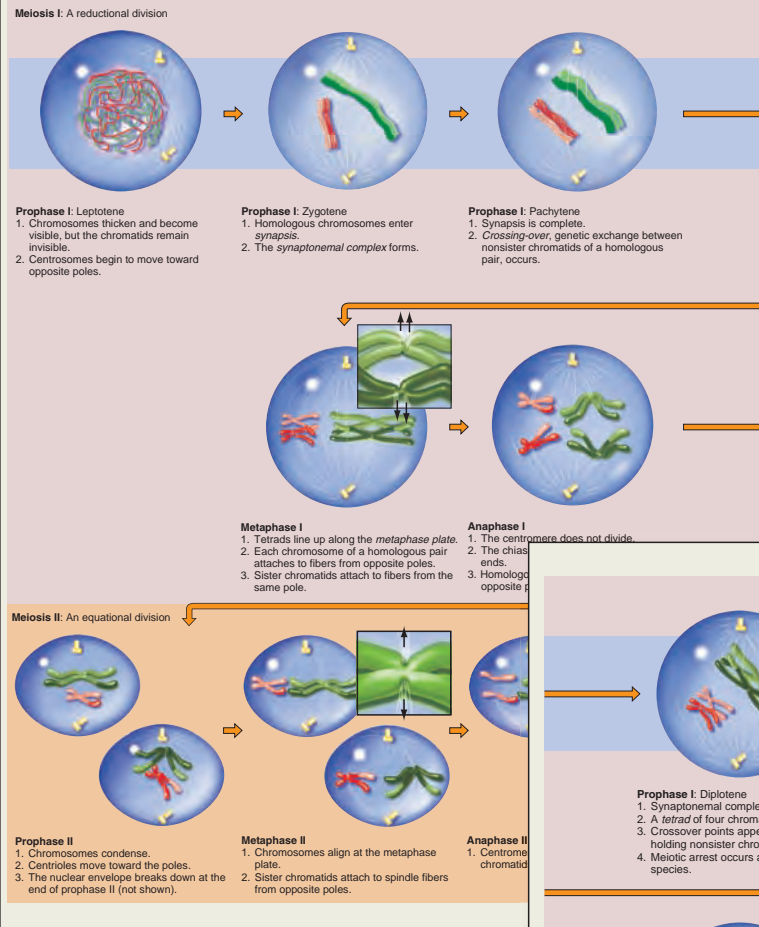 Meiosis I: A reductional division
Prophase I: Leptotene
1. Chromosomes thicken and become
visible, but the chromatids remain
invisible.
2. Centrosomes begin to move toward
opposite poles.
Prophase I: Zygotene
1. Homologous chromosomes enter
synapsis.
2. The synaptonemal complex forms.
Prophase I: Pachytene
1. Synapsis is complete.
2. Crossing-over, genetic exchange between
nonsister chromatids of a homologous
pair, occurs.
Metaphase I
1. Tetrads line up along the metaphase plate.
2. Each chromosome of a homologous pair
attaches to fibers from opposite poles.
3. Sister chromatids attach to fibers from the
same pole.
Anaphase I
1. The centromere does not divide.
2. The chias
ends.
3. Homologo
opposite p
Meiosis II: An equational division
Prophase II
1. Chromosomes condense.
2. Centrioles move toward the poles.
3. The nuclear envelope breaks down at the
end of prophase II (not shown).
Metaphase II
1. Chromosomes align at the metaphase
plate.
2. Sister chromatids attach to spindle fibers
from opposite poles.
Anaphase II
1. Centrome
chromatid
Prophase I: Diplotene
1. Synaptonemal comple
2. A tetrad of four chrom
3. Crossover points appe
holding nonsister chro
4. Meiotic arrest occurs a
species.